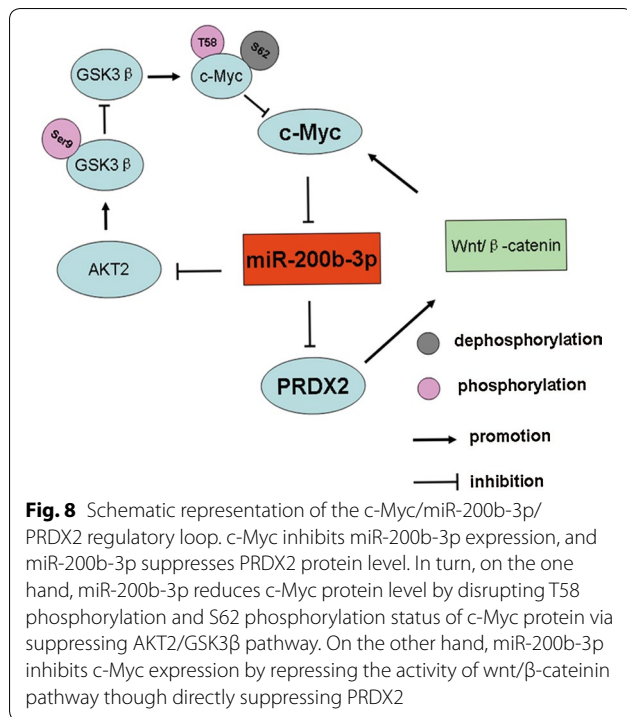 T58
S62
GSK3 β
c-Myc
c-Myc
Ser9
GSK3 β
Wnt/ β-catenin
miR-200b-3p
AKT2
dephosphorylation
PRDX2
phosphorylation
promotion
inhibition
Fig. 8 Schematic representation of the c-Myc/miR-200b-3p/
PRDX2 regulatory loop. c-Myc inhibits miR-200b-3p expression, and
miR-200b-3p suppresses PRDX2 protein level. In turn, on the one
hand, miR-200b-3p reduces c-Myc protein level by disrupting T58
phosphorylation and S62 phosphorylation status of c-Myc protein via
suppressing AKT2/GSK3β pathway. On the other hand, miR-200b-3p
inhibits c-Myc expression by repressing the activity of wnt/β-cateinin
pathway though directly suppressing PRDX2